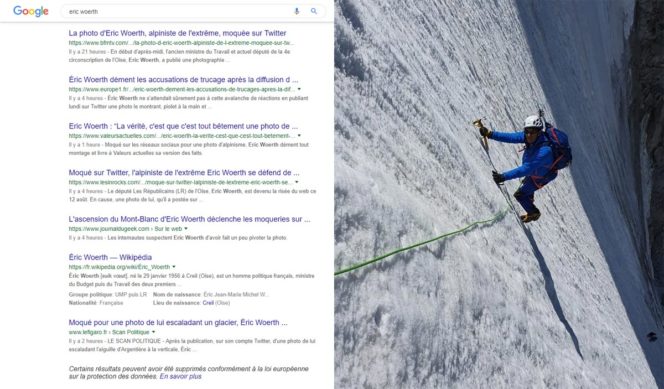 Google
eric woerth
La photo d'Eric Woerth, alpiniste de l'extrême, moquée sur Twitter
https://www.bfmtv.com/.../la-photo-d-eric-woerth-alpiniste-de-l-extreme-moquee-sur-tw...
Il y a 21 heures - En début d'après-midi, l'ancien ministre du Travail et actuel député de la 4e
circonscription de l'Oise, Eric Woerth, a publié une photographie ...
Éric Woerth dément les accusations de trucage après la diffusion d ...
www.europe1.fr/.../eric-woerth-dement-les-accusations-de-trucages-apres-la-dif...
Il y a 4 heures - Éric Woerth ne s'attendait sûrement pas à cette avalanche de réactions en publiant
lundi sur Twitter une photo le montrant, piolet à la main et ...
Eric Woerth : "La vérité, c'est que c'est tout bêtement une photo de ...
www.valeursactuelles.com/.../eric-woerth-la-verite-cest-que-cest-tout-betement-...
Il y a 1 heure - Moqué sur les réseaux sociaux pour une photo d'alpinisme, Eric Woerth dément tout
montage et livre à Valeurs actuelles sa version des faits.
Moqué sur Twitter, l'alpiniste de l'extrême Eric Woerth se défend de ...
https://www.lesinrocks.com/.../moque-sur-twitter-lalpiniste-de-lextreme-eric-woerth-se...
Il y a 4 heures - Le député Les Républicains (LR) de l'Oise, Eric Woerth, est devenu la risée du web ce
12 août. En cause, une photo de lui, qu'il a postée sur ...
L'ascension du Mont-Blanc d'Eric Woerth déclenche les moqueries sur ...
https://www.journaldugeek.com › Sur le web
Il y a 4 heures - Les internautes suspectent Eric Woerth d'avoir fait un peu pivoter la photo.
Éric Woerth — Wikipédia
https://fr.wikipedia.org/wiki/Éric_Woerth
Éric Woerth né le 29 janvier 1956 à Creil (Oise), est un homme politique français, ministre
du Budget puis du Travail des deux premiers ...
Groupe politique: UMP puis LR Nom de naissance: Éric Jean-Marie Michel W...
Nationalité: Française Lieu de naissance: Creil (Oise)
Moqué pour une photo de lui escaladant un glacier, Éric Woerth ...
www.lefigaro.fr › Scan Politique
Il y a 4 heures - LE SCAN POLITIQUE - Après la publication, sur son compte Twitter, d'une photo de lui
escaladant l'aiguille d'Argentière à la verticale, Éric ...
Certains résultats peuvent avoir été supprimés conformément à la loi européenne
sur la protection des données. En savoir plus